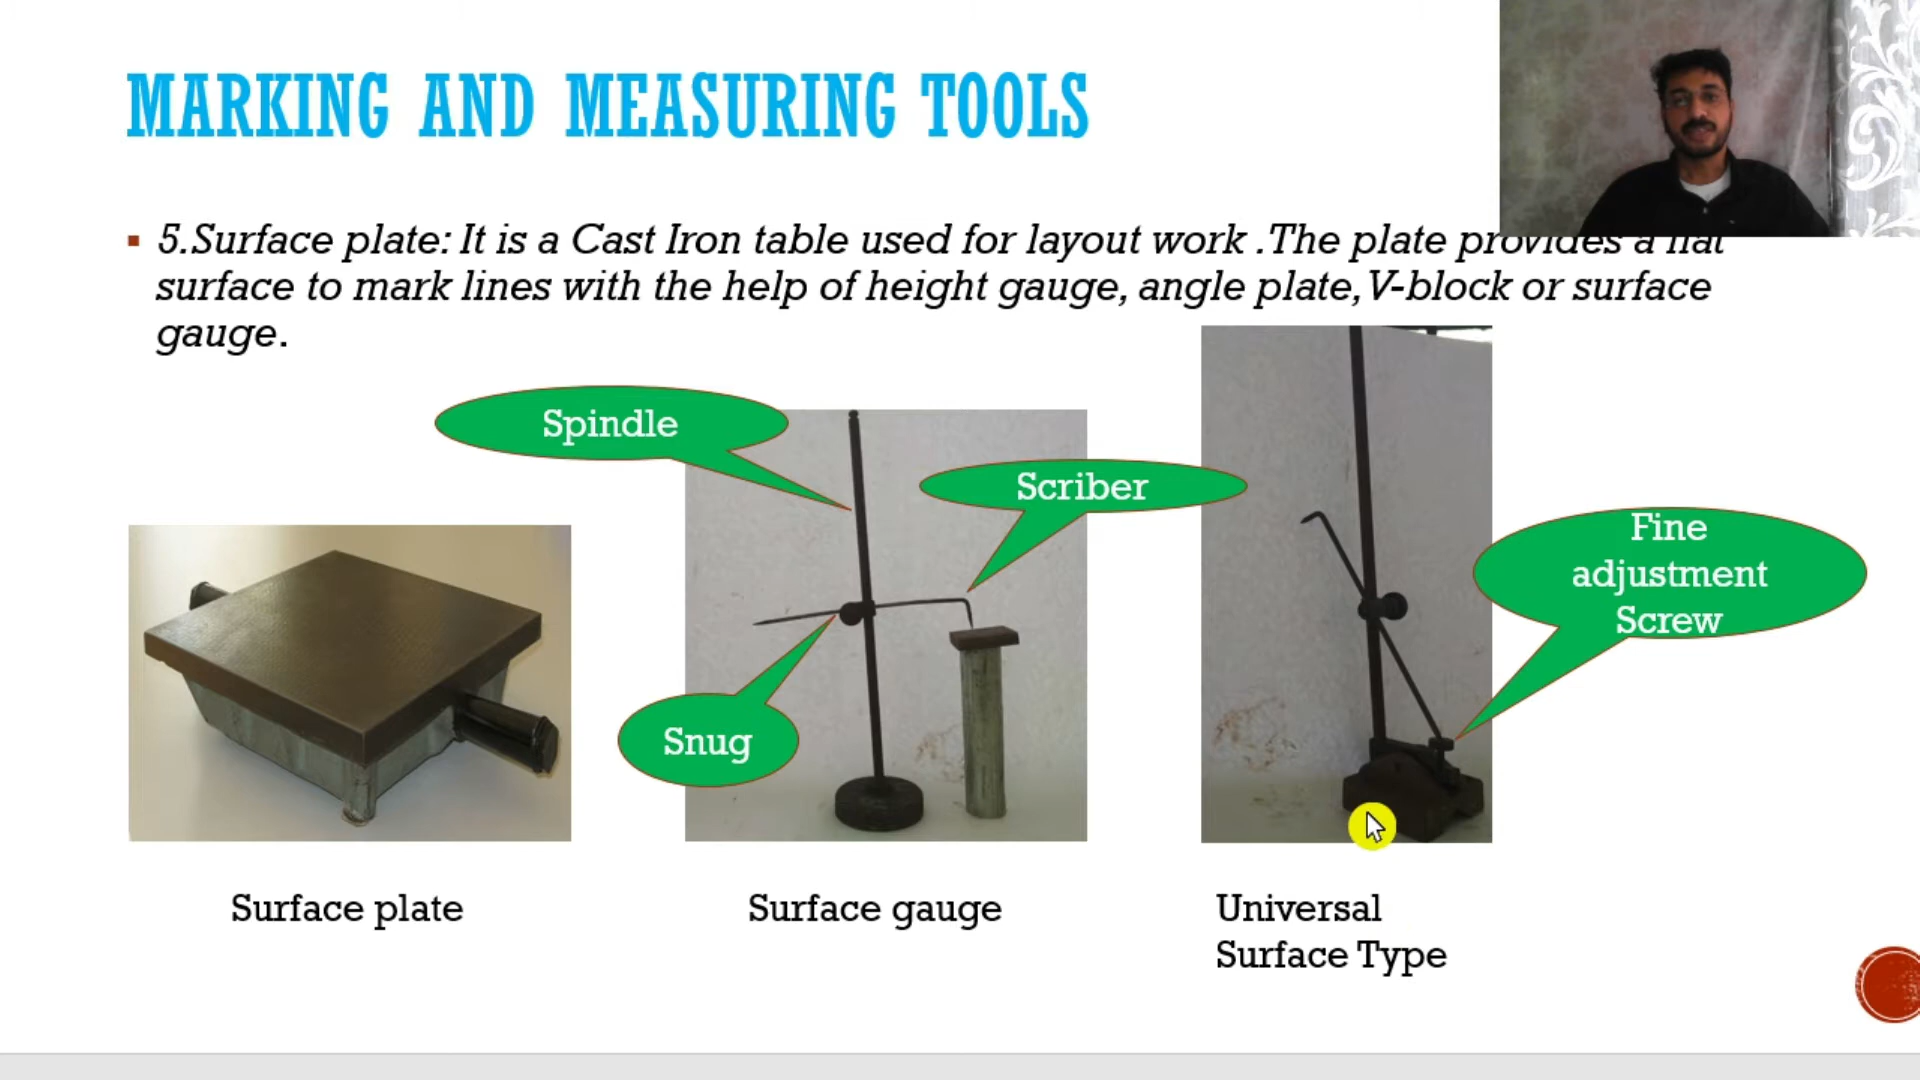 MARKING AND MEASURING TOOLS
5.Surface plate: It is a Cast Iron table used for layout work .The plate provides a flat
surface to mark lines with the help of height gauge, angle plate,V-block or surface
gauge.
Spindle
Scriber
Fine
adjustment
Screw
Snug
Surface plate
Surface gauge
Universal
Surface Type